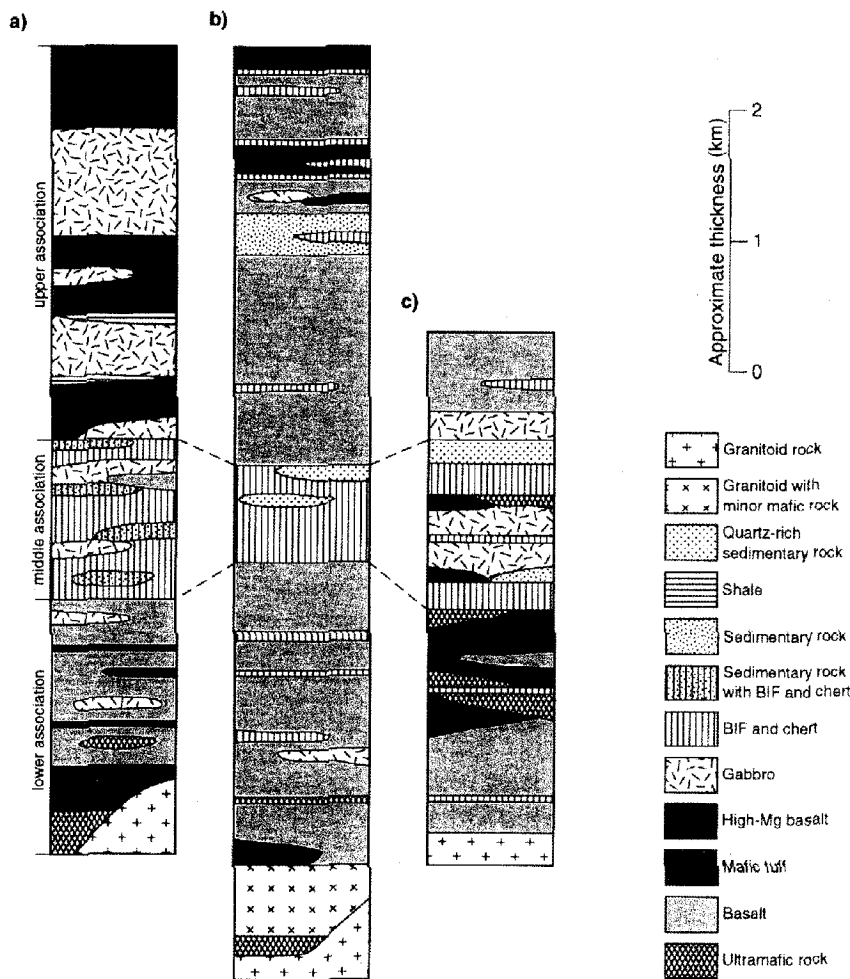 a)
b)
upper association
middle association
lower association
c)
Approximate thickness (km)
2
1
0
Granitoid rock
Granitoid with
minor mafic rock
Quartz-rich
sedimentary rock
Shale
Sedimentary rock
Sedimentary rock
with BIF and chert
BIF and chert
Gabbro
High-Mg basalt
Mafic tuff
Basalt
Ultramafic rock